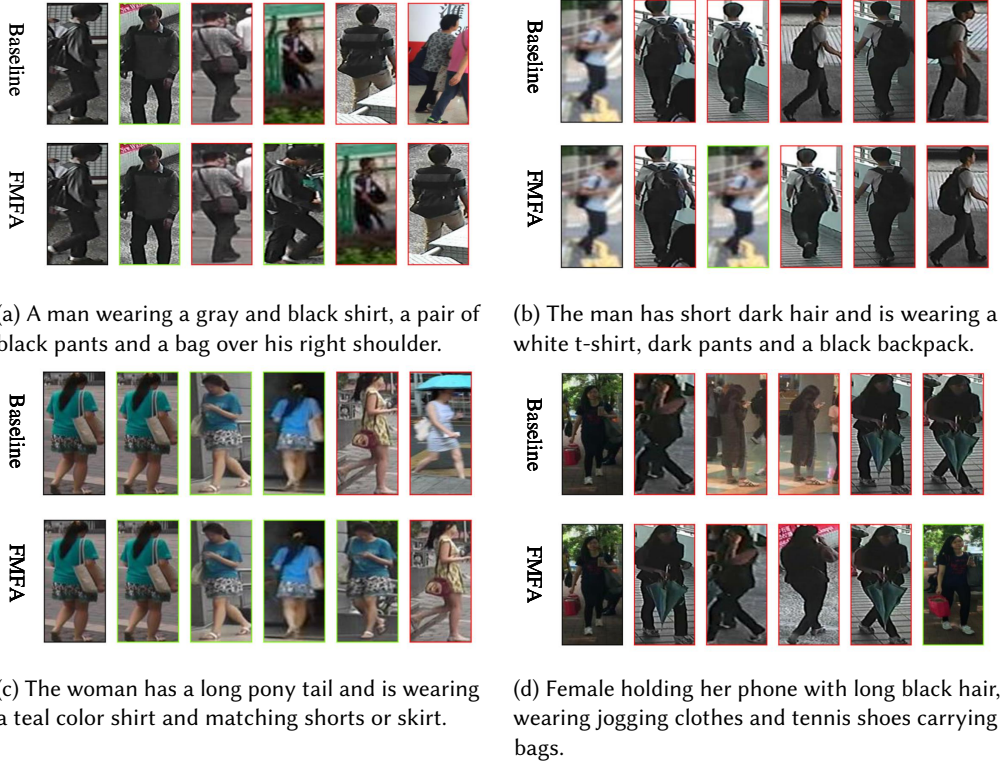 Baseline
FMFA
(a) A man wearing a gray and black shirt, a pair of
black pants and a bag over his right shoulder.
Baseline
FMFA
(b) The man has short dark hair and is wearing a
white t-shirt, dark pants and a black backpack.
Baseline
FMFA
(c) The woman has a long pony tail and is wearing
a teal color shirt and matching shorts or skirt.
Baseline
FMFA
(d) Female holding her phone with long black hair,
wearing jogging clothes and tennis shoes carrying
bags.